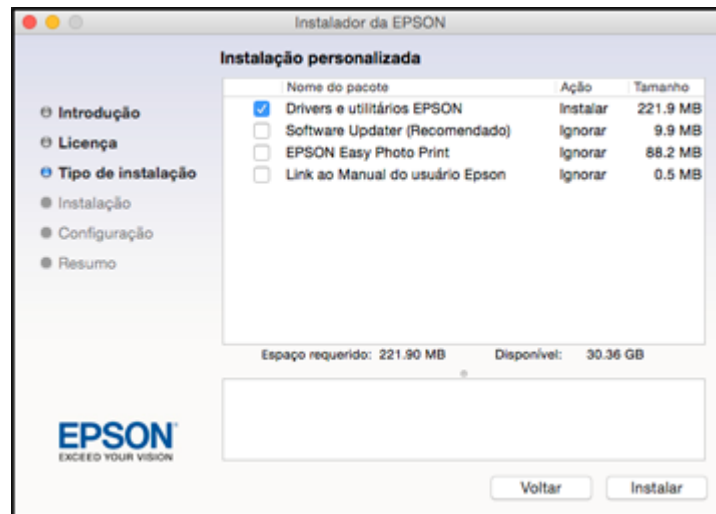 Instalador da EPSON
Instalação personalizada
Introdução
Licença
Tipo de instalação
Instalação
Configuração
Resumo
Nome do pacote Ação Tamanho
Drivers e utilitários EPSON Instalar 221.9 MB
Software Updater (Recomendado) Ignorar 9.9 MB
EPSON Easy Photo Print Ignorar 88.2 MB
Link ao Manual do usuário Epson Ignorar 0.5 MB
Espaço requerido: 221.90 MB Disponível: 30.36 GB
EPSON
EXCEED YOUR VISION
Voltar Instalar